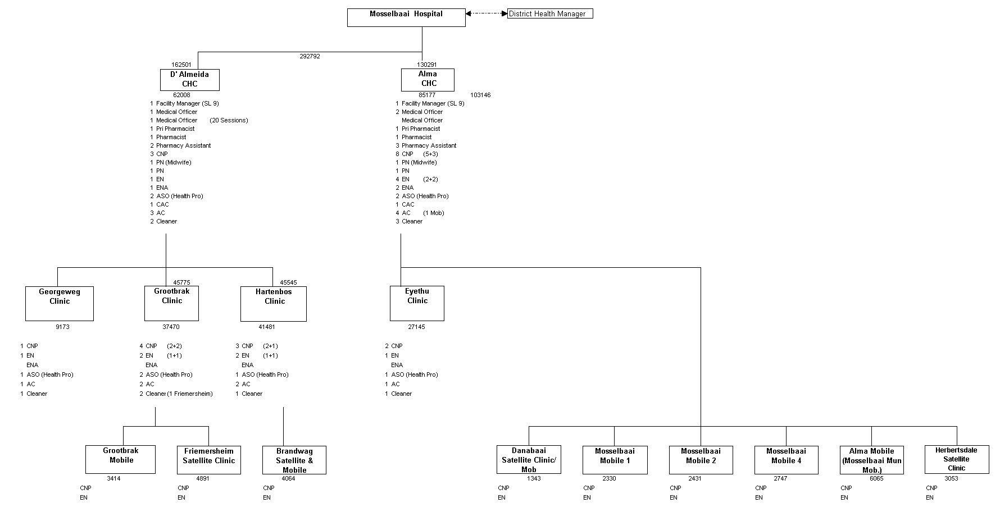 Mosselbaai Hospital
District Health Manager
292792
162501
D' Almeida
CHC
62008
1 Facility Manager (SL 9)
1 Medical Officer
1 Medical Officer (20 Sessions)
1 Pri Pharmacist
1 Pharmacist
2 Pharmacy Assistant
3 CNP
1 PN (Midwife)
1 PN
1 EN
1 ENA
2 ASO (Health Pro)
1 CAC
3 AC
2 Cleaner
130291
Alma
CHC
85177 103146
1 Facility Manager (SL 9)
2 Medical Officer
Medical Officer
1 Pri Pharmacist
1 Pharmacist
3 Pharmacy Assistant
8 CNP (5+3)
1 PN (Midwife)
1 PN
4 EN (2+2)
2 ENA
2 ASO (Health Pro)
1 CAC
4 AC (1 Mob)
3 Cleaner
Georgeweg
Clinic
9173
1 CNP
1 EN
ENA
1 ASO (Health Pro)
1 AC
1 Cleaner
45775
Grootbrak
Clinic
37470
4 CNP (2+2)
2 EN (1+1)
ENA
2 ASO (Health Pro)
2 AC
2 Cleaner (1 Friemersheim)
45545
Hartenbos
Clinic
41481
3 CNP (2+1)
2 EN (1+1)
ENA
1 ASO (Health Pro)
2 AC
1 Cleaner
Eyethu
Clinic
27145
2 CNP
1 EN
ENA
1 ASO (Health Pro)
1 AC
1 Cleaner
Grootbrak
Mobile
3414
CNP
EN
Friemersheim
Satellite Clinic
4891
CNP
EN
Brandwag
Satellite &
Mobile
4064
CNP
EN
Danabaai
Satellite Clinic/
Mob
1343
CNP
EN
Mosselbaai
Mobile 1
2330
CNP
EN
Mosselbaai
Mobile 2
2431
CNP
EN
Mosselbaai
Mobile 4
2747
CNP
EN
Alma Mobile
(Mosselbaai Mun
Mob.)
6065
CNP
EN
Herbertsdale
Satellite
Clinic
3053
CNP
EN